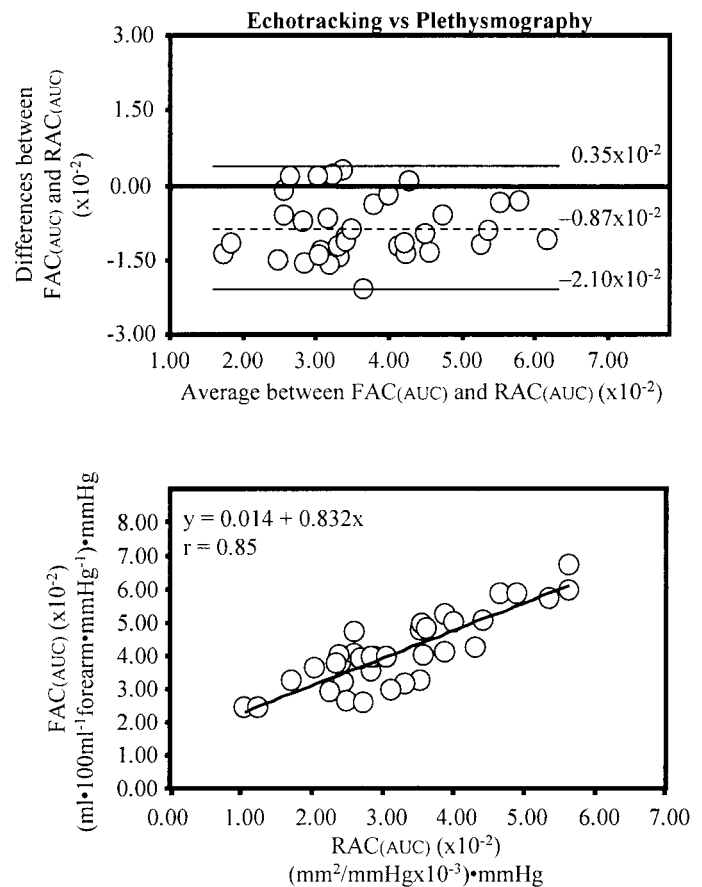 Echotracking vs Plethysmography
3.00
1.50
0.00
-1.50
-3.00
Differences between
FAC(AUC) and RAC(AUC)
(x10-2)
0.35x10-2
–0.87x10-2
–2.10x10-2
1.00 2.00 3.00 4.00 5.00 6.00 7.00
Average between FAC(AUC) and RAC(AUC) (x10-2)
y = 0.014 + 0.832x
r = 0.85
8.00
7.00
6.00
5.00
4.00
3.00
2.00
1.00
0.00
FAC(AUC) (x10-2)
(ml•100ml-1forearm•mmHg-1)•mmHg
0.00 1.00 2.00 3.00 4.00 5.00 6.00 7.00
RAC(AUC) (x10-2)
(mm2/mmHgx10-3)•mmHg